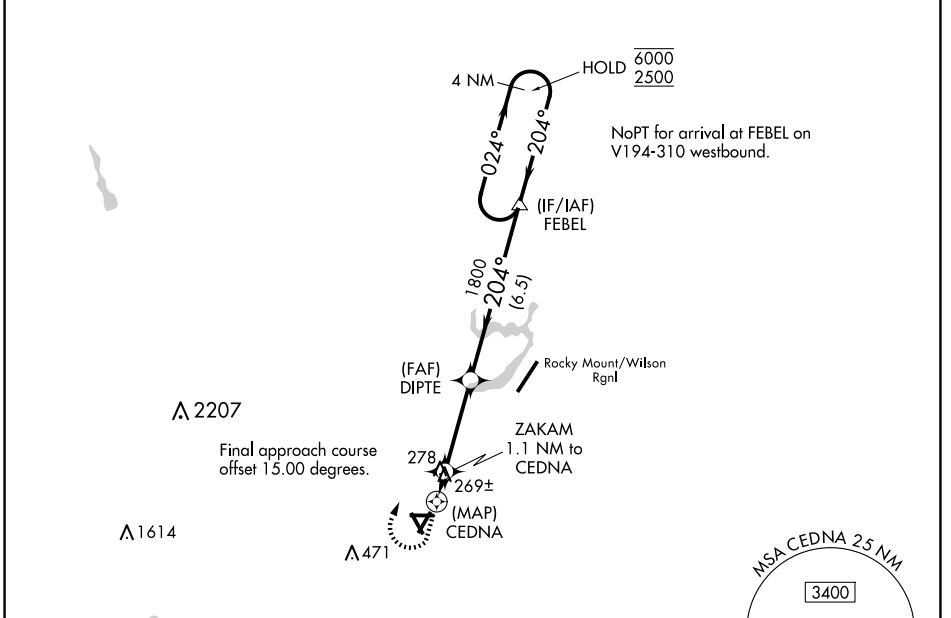 4 NM
HOLD 6000
2500
024°
204°
NoPT for arrival at FEBEL on
V194-310 westbound.
(IF/IAF)
FEBEL
1800
204°
(6.5)
(FAF)
DIPTE
Rocky Mount/Wilson
Rgnl
2207
Final approach course
offset 15.00 degrees.
ZAKAM
1.1 NM to
CEDNA
278
269±
(MAP)
CEDNA
1614
471
MSA CEDNA 25 NM
3400